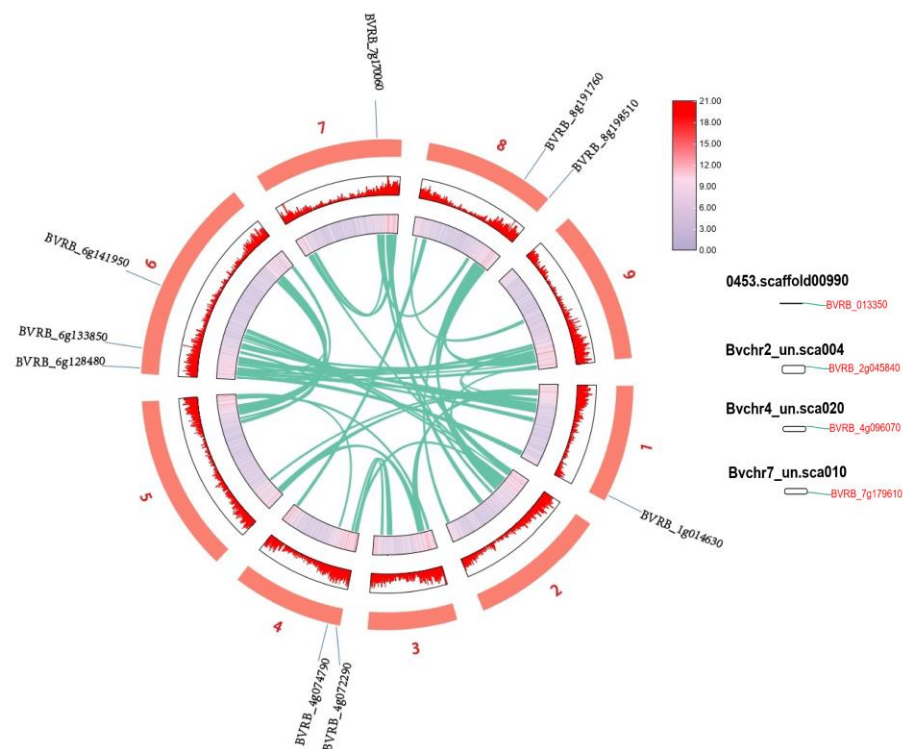 BVRB_7g170060
BVRB_8g191760
BVRB_8g198510
7
8
21.00
18.00
15.00
12.00
9.00
6.00
3.00
0.00
BVRB_6g141950
6
9
0453.scaffold00990
BVRB_013350
BVRB_6g133850
BVRB_6g128480
Bvchr2_un.sca004
BVRB_2g045840
Bvchr4_un.sca020
BVRB_4g096070
1
5
Bvchr7_un.sca010
BVRB_7g179610
BVRB_1g014630
2
4
3
BVRB_4g074790
BVRB_4g072290